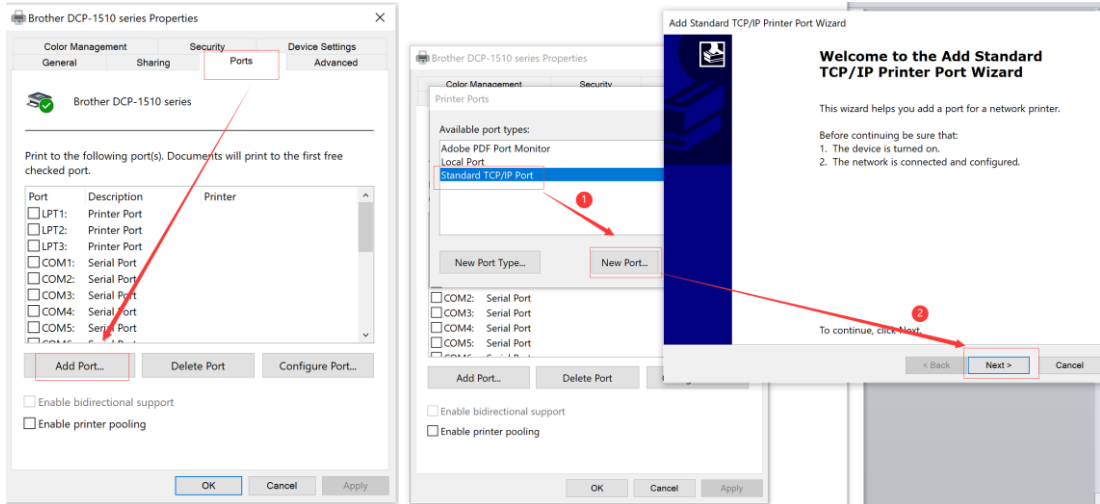 Brother DCP-1510 series Properties
Color Management Security Device Settings
General Sharing Ports Advanced
Brother DCP-1510 series
Print to the following port(s). Documents will print to the first free
checked port.
Port Description Printer
LPT1: Printer Port
LPT2: Printer Port
LPT3: Printer Port
COM1: Serial Port
COM2: Serial Port
COM3: Serial Port
COM4: Serial Port
COM5: Serial Port
Add Port... Delete Port Configure Port...
Enable bidirectional support
Enable printer pooling
OK Cancel Apply
Brother DCP-1510 series Properties
Color Management Security
Printer Ports
Available port types:
Adobe PDF Port Monitor
Local Port
Standard TCP/IP Port
1
New Port Type... New Port...
COM2: Serial Port
COM3: Serial Port
COM4: Serial Port
COM5: Serial Port
Add Port... Delete Port
Enable bidirectional support
Enable printer pooling
OK Cancel Apply
Add Standard TCP/IP Printer Port Wizard
Welcome to the Add Standard
TCP/IP Printer Port Wizard
This wizard helps you add a port for a network printer.
Before continuing be sure that:
1. The device is turned on.
2. The network is connected and configured.
2
To continue, click Next.
< Back Next > Cancel